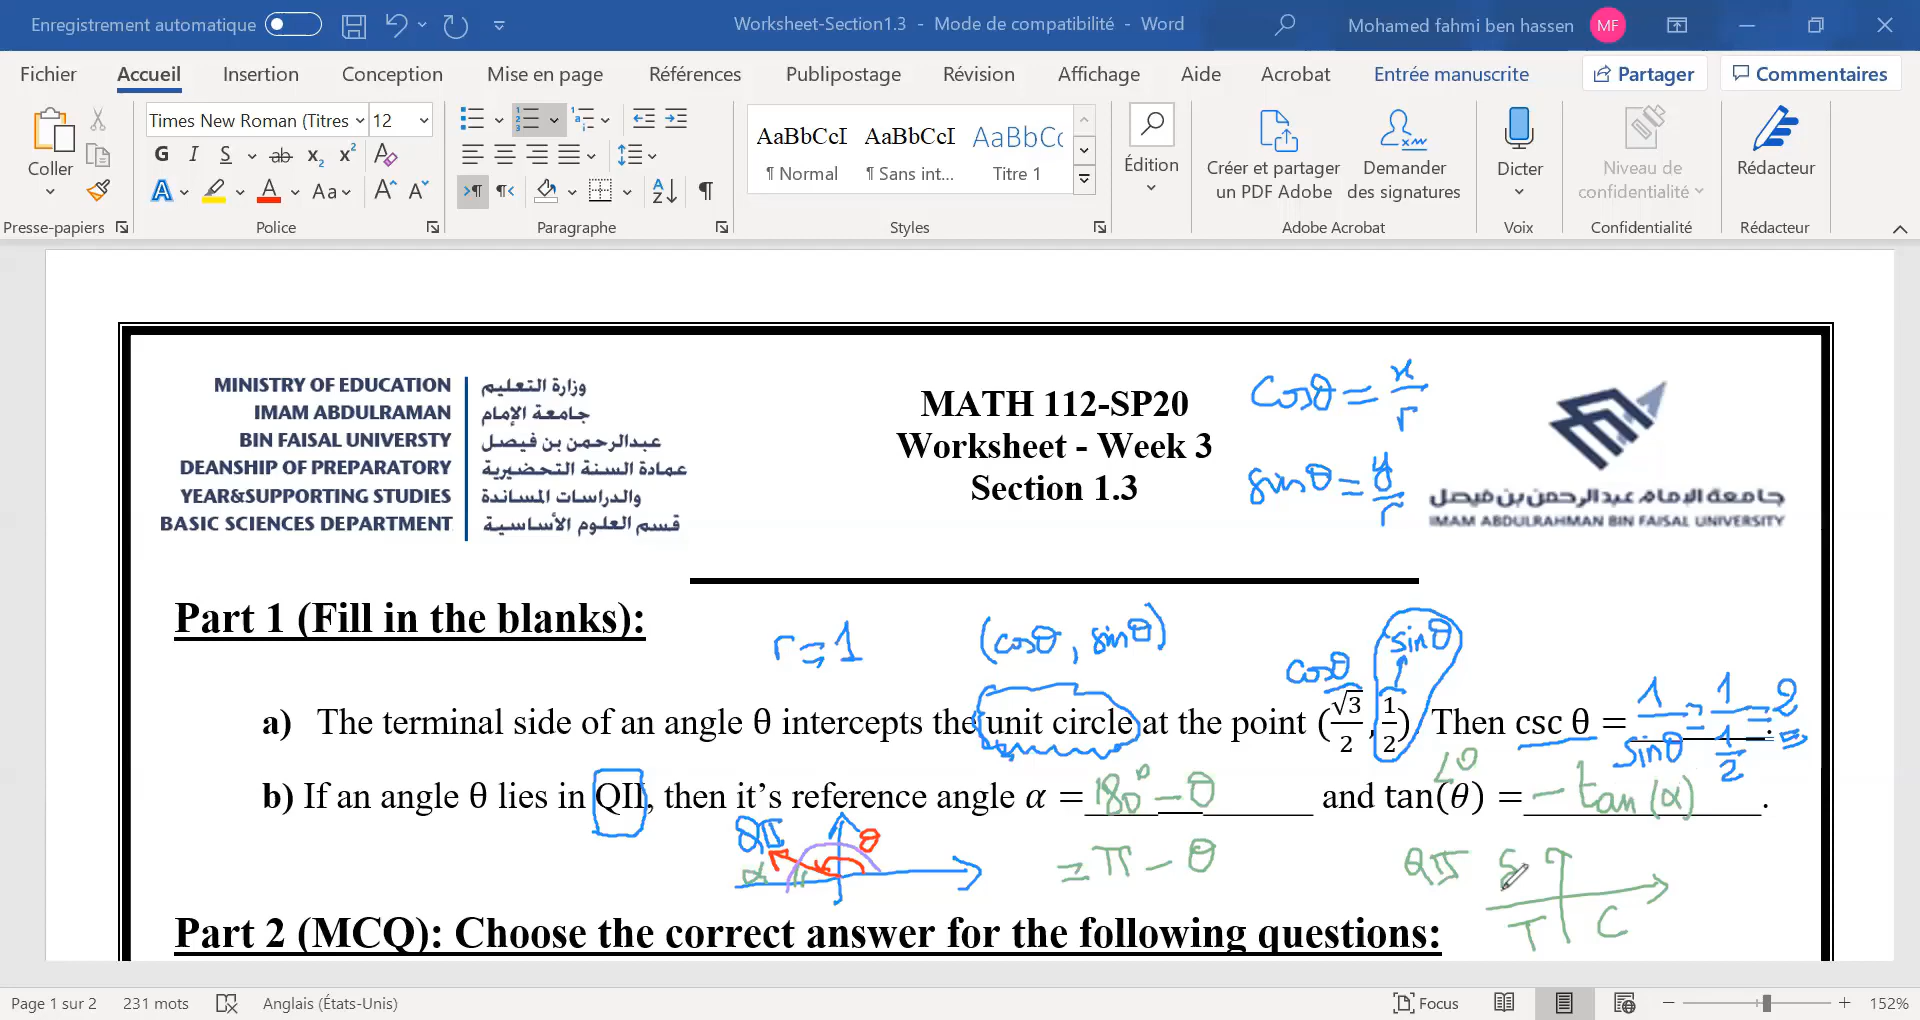 Enregistrement automatique
Worksheet-Section1.3 - Mode de compatibilité - Word
Mohamed fahmi ben hassen MF
Fichier Accueil Insertion Conception Mise en page Références Publipostage Révision Affichage Aide Acrobat Entrée manuscrite Partager Commentaires
Coller
Times New Roman (Titres 12
G I S ab x₂ x² A
A A Aa A A
AaBbCcI AaBbCcI AaBbCc
¶ Normal ¶ Sans int... Titre 1
Édition
Créer et partager un PDF Adobe
Demander des signatures
Dicter
Niveau de confidentialité
Rédacteur
Presse-papiers Police Paragraphe Styles Adobe Acrobat Voix Confidentialité Rédacteur
MINISTRY OF EDUCATION وزارة التعليم
IMAM ABDULRAMAN جامعة الإمام
BIN FAISAL UNIVERSTY عبدالرحمن بن فيصل
DEANSHIP OF PREPARATORY عمادة السنة التحضيرية
YEAR&SUPPORTING STUDIES والدراسات المساندة
BASIC SCIENCES DEPARTMENT قسم العلوم الأساسية
MATH 112-SP20
Worksheet - Week 3
Section 1.3
cosθ = x/r
sinθ = y/r
جامعة الإمام عبدالرحمن بن فيصل
IMAM ABDULRAHMAN BIN FAISAL UNIVERSITY
Part 1 (Fill in the blanks):
r = 1 (cosθ, sinθ) cosθ sinθ
a) The terminal side of an angle θ intercepts the unit circle at the point (√3/2, 1/2). Then csc θ = 1/sinθ = 1/(1/2) = 2.
<0
b) If an angle θ lies in QII, then it's reference angle α = 180° – θ and tan(θ) = – tan(α).
QII θ α
= π – θ
QII S
T C
Part 2 (MCQ): Choose the correct answer for the following questions:
Page 1 sur 2 231 mots Anglais (États-Unis) Focus 152%